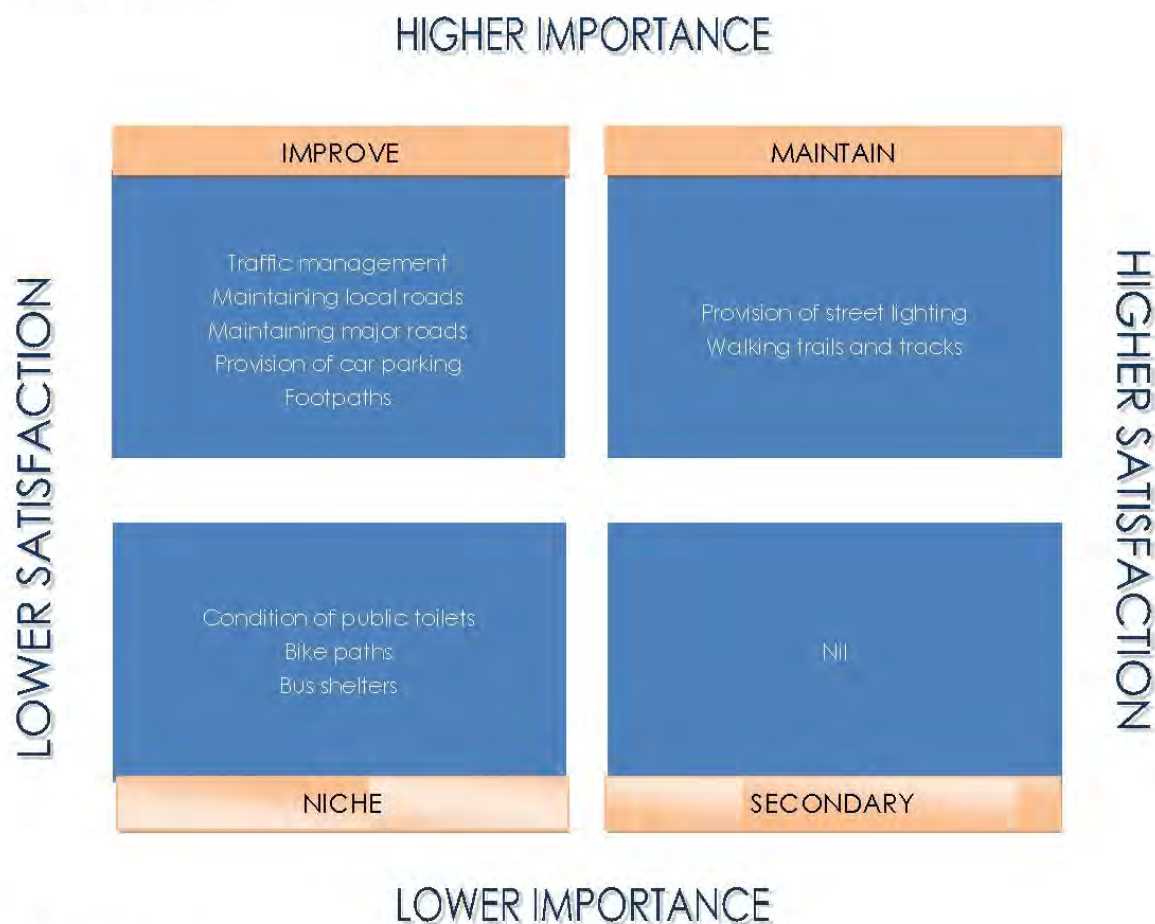 HIGHER IMPORTANCE
IMPROVE
MAINTAIN
Traffic management
Maintaining local roads
Maintaining major roads
Provision of car parking
Footpaths
Provision of street lighting
Walking trails and tracks
LOWER SATISFACTION
HIGHER SATISFACTION
Condition of public toilets
Bike paths
Bus shelters
Nil
NICHE
SECONDARY
LOWER IMPORTANCE